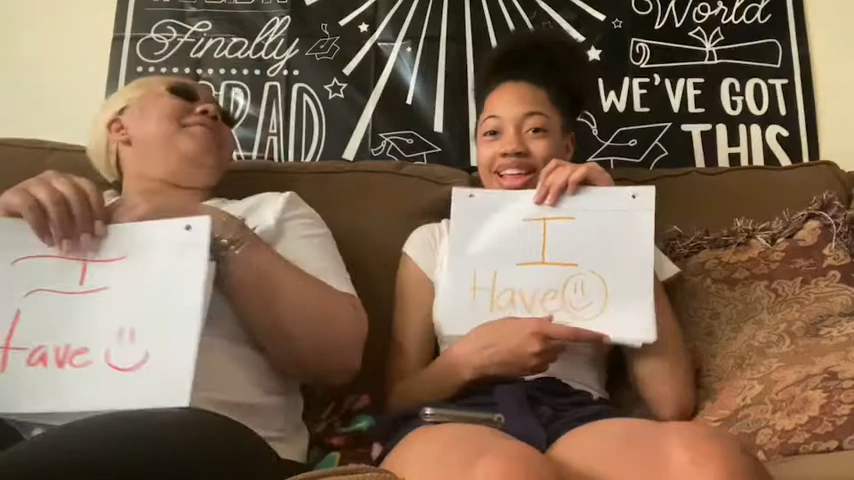 Finally
GRAD
World!
WE'VE GOT
THIS
I
Have
I
Have